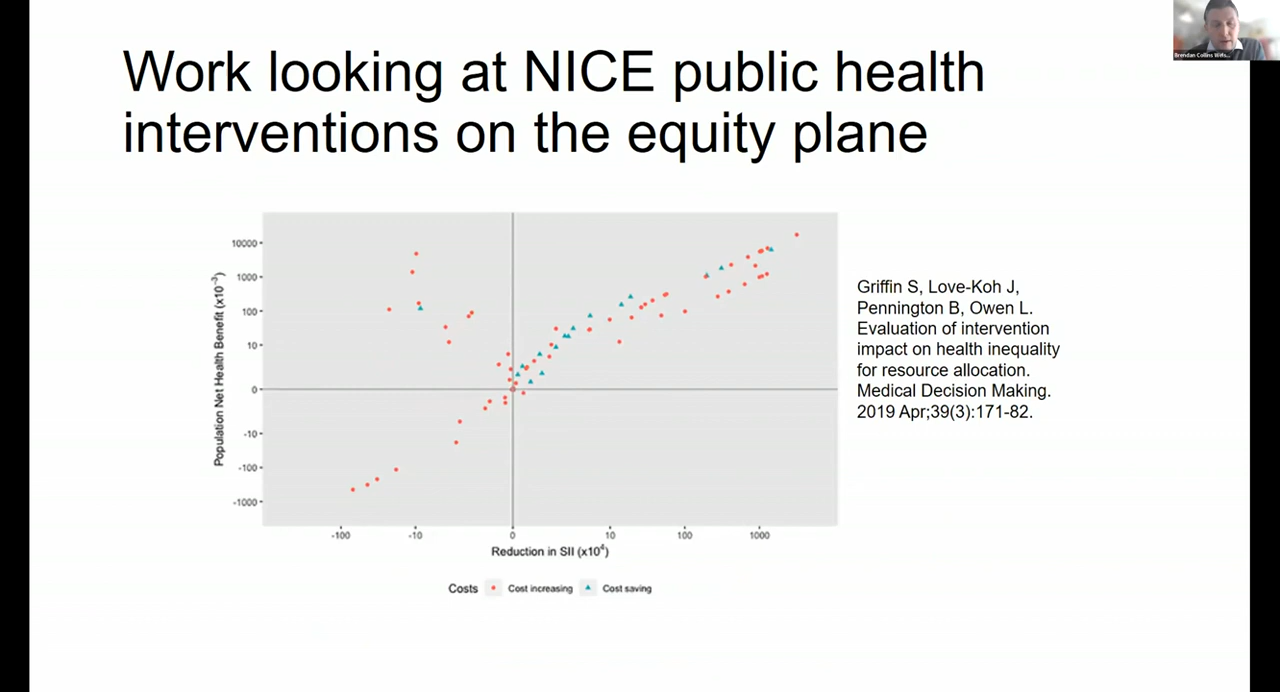 Work looking at NICE public health
interventions on the equity plane
Brendan Collins
Population Net Health Benefit (x10⁻³)
10000
1000
100
10
0
-10
-100
-1000
-100
-10
0
10
100
1000
Reduction in SII (x10⁴)
Costs
Cost increasing
Cost saving
Griffin S, Love-Koh J,
Pennington B, Owen L.
Evaluation of intervention
impact on health inequality
for resource allocation.
Medical Decision Making.
2019 Apr;39(3):171-82.